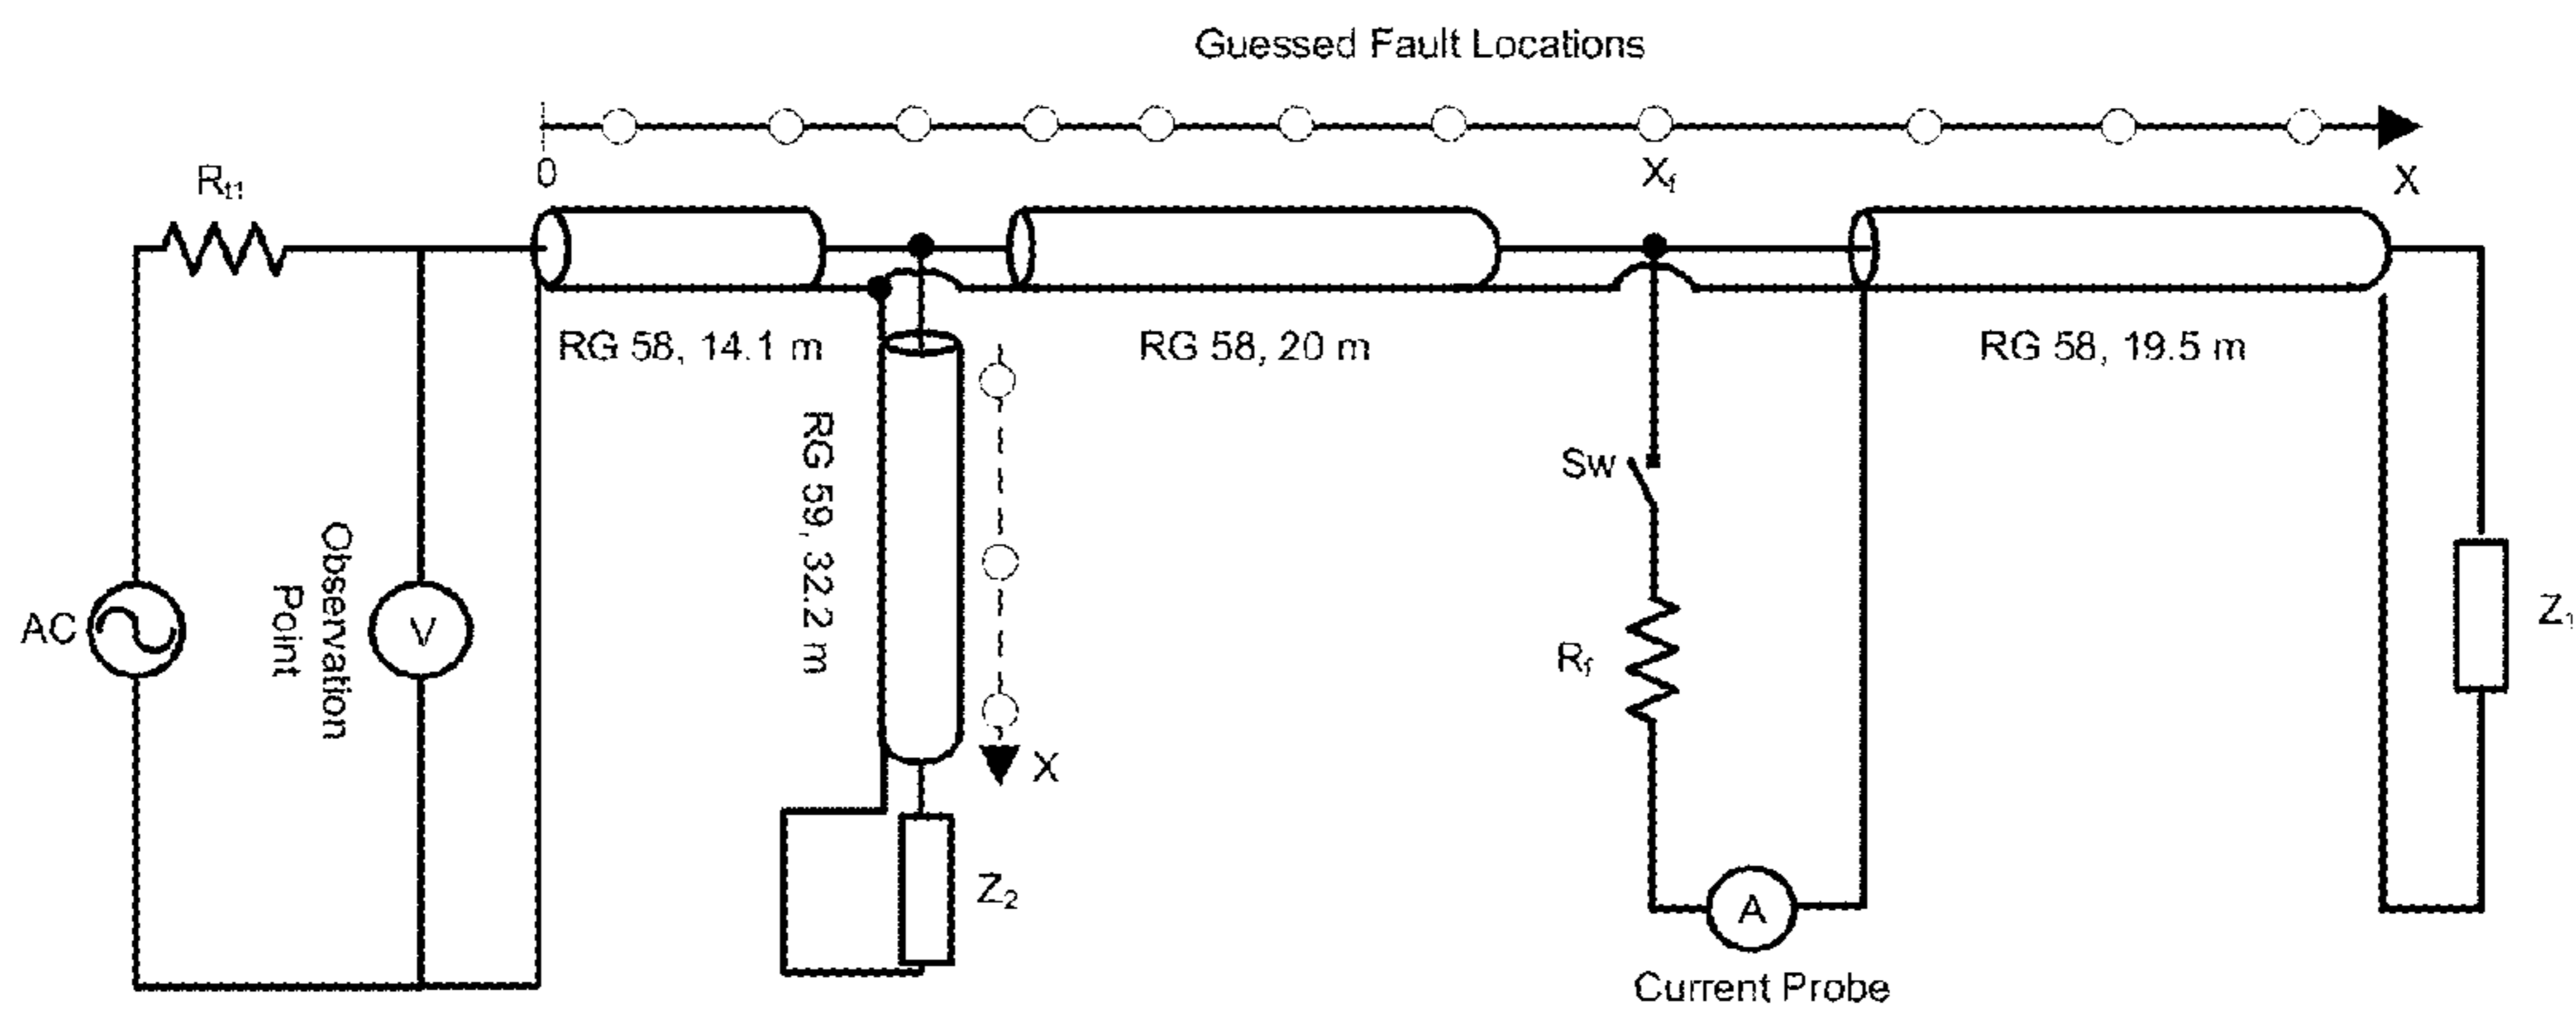 Guessed Fault Locations
0
Xf
X
Rt1
RG 58, 14.1 m
RG 58, 20 m
RG 58, 19.5 m
RG 59, 32.2 m
Sw
AC
Observation
Point
V
Rf
Z1
X
Z2
A
Current Probe